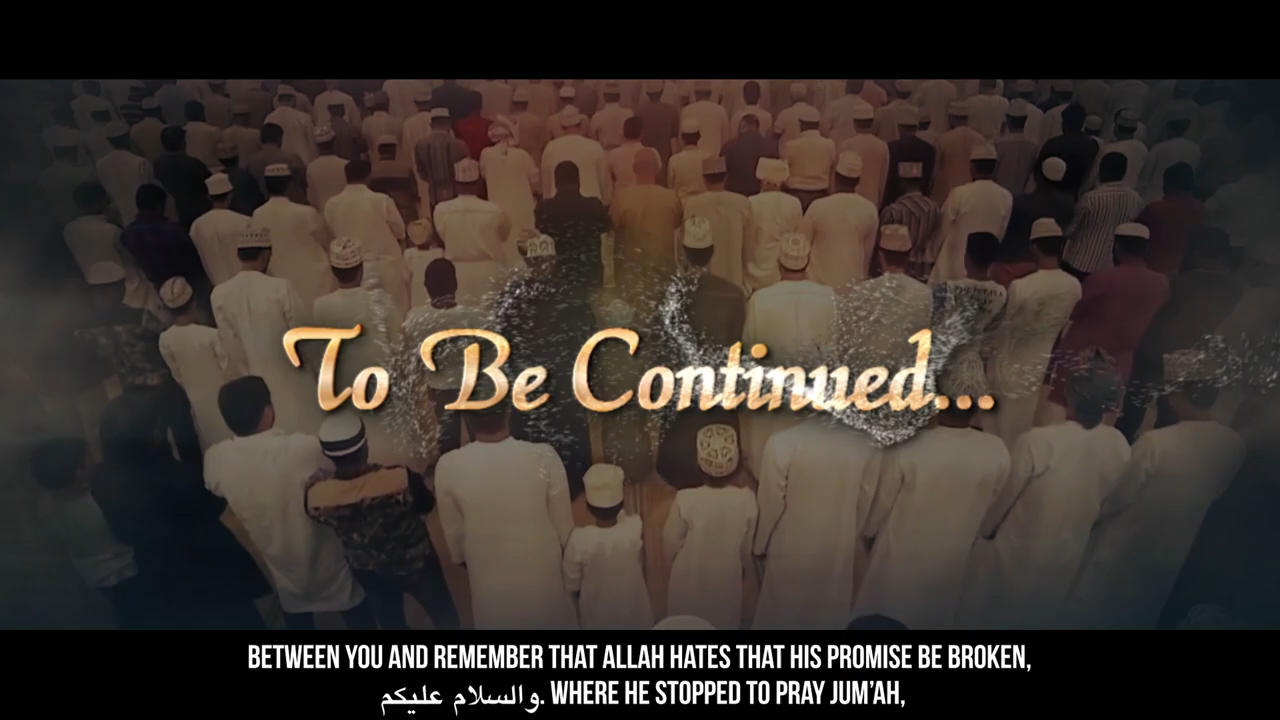 To Be Continued...
BETWEEN YOU AND REMEMBER THAT ALLAH HATES THAT HIS PROMISE BE BROKEN,
والسلام عليكم. WHERE HE STOPPED TO PRAY JUM’AH,